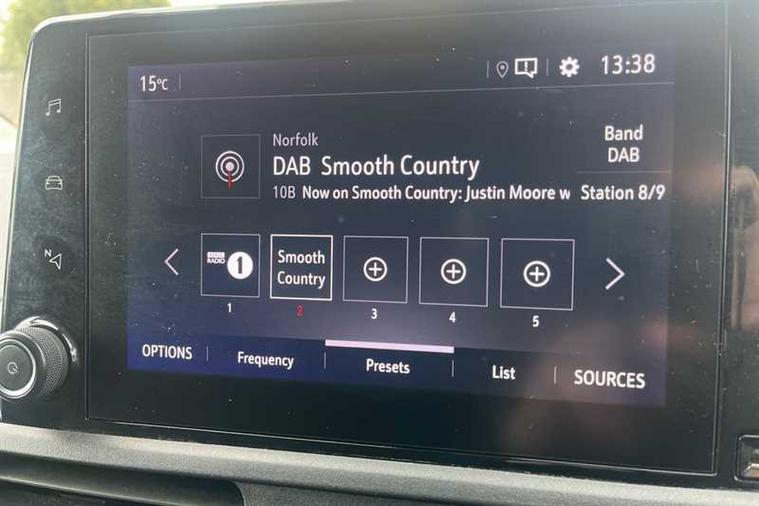 15°C
13:38
Norfolk
DAB Smooth Country
10B Now on Smooth Country: Justin Moore w
Band
DAB
Station 8/9
BBC
RADIO 1
Smooth
Country
1
2
3
4
5
OPTIONS
Frequency
Presets
List
SOURCES
N